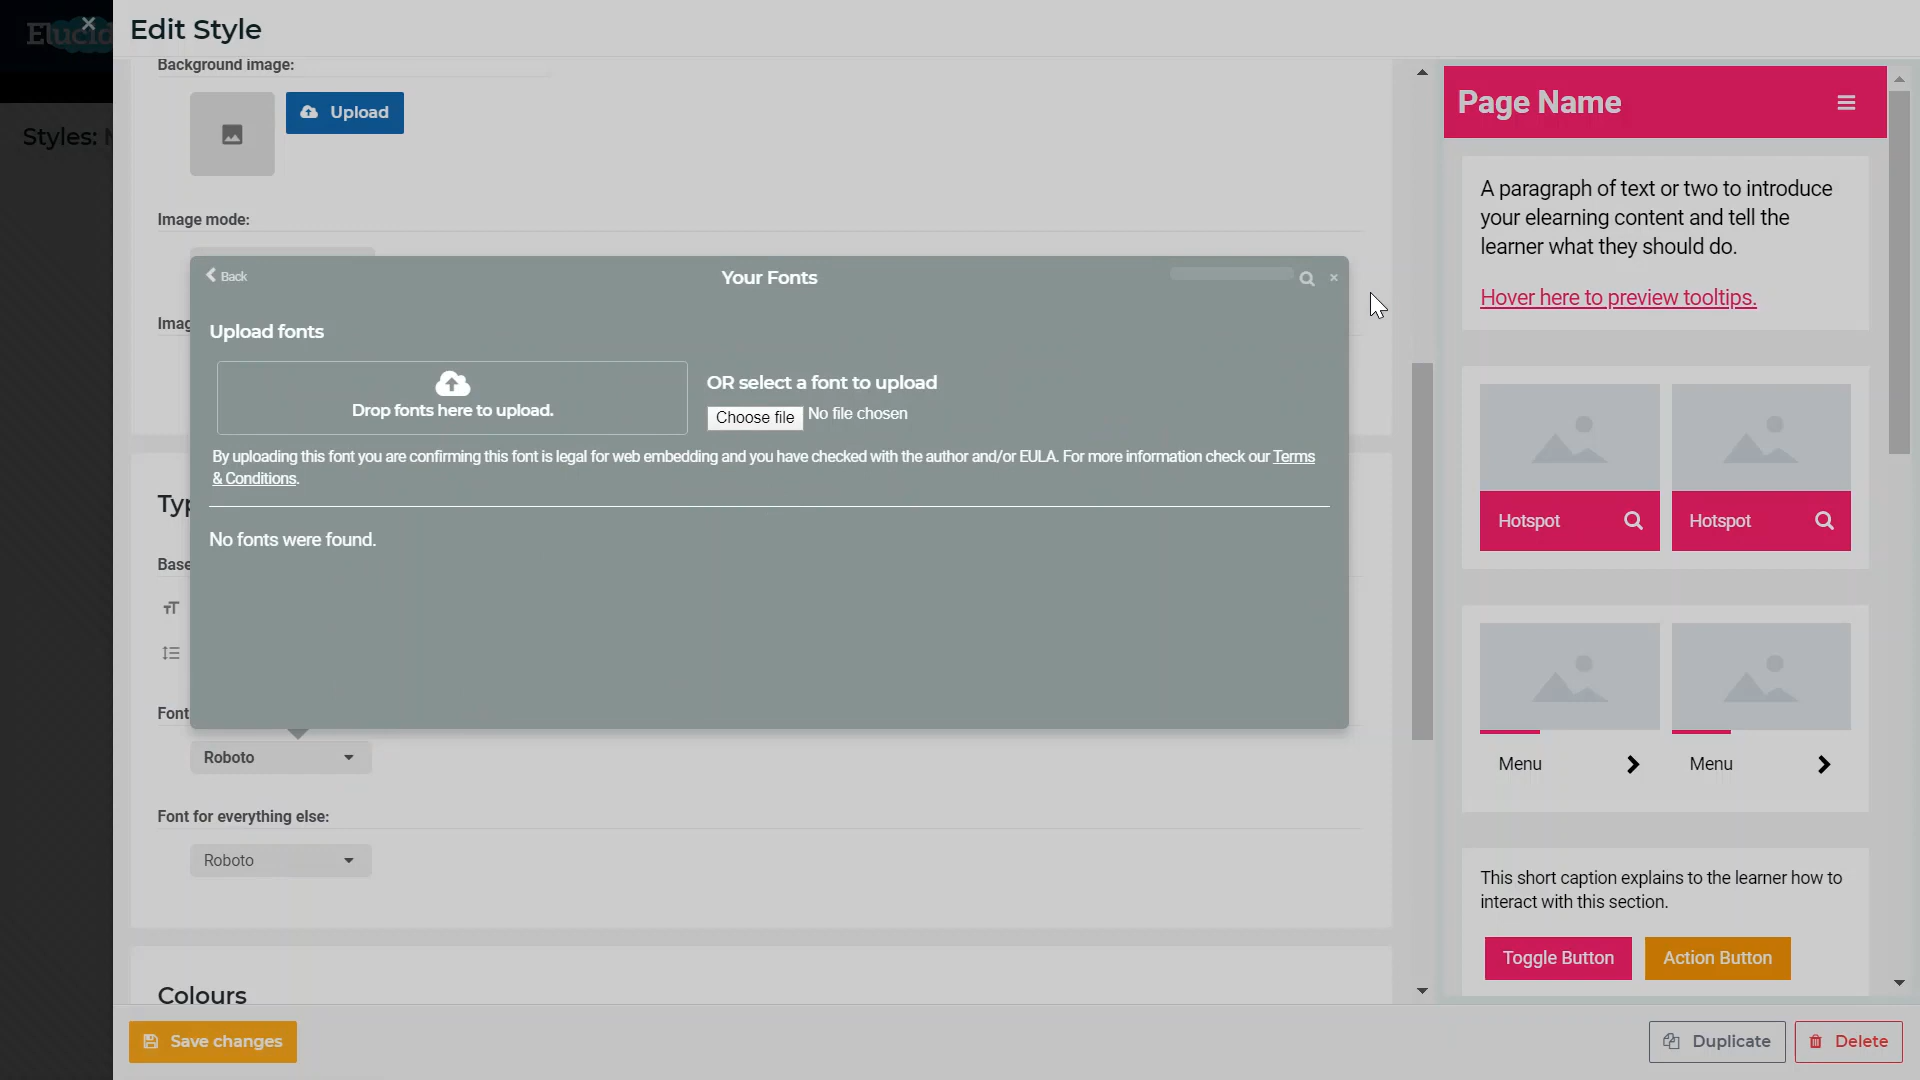 Elucid
Edit Style
Styles:
Background image:
Upload
Image mode:
Back
Your Fonts
Upload fonts
Drop fonts here to upload.
OR select a font to upload
Choose file No file chosen
By uploading this font you are confirming this font is legal for web embedding and you have checked with the author and/or EULA. For more information check our Terms
& Conditions.
No fonts were found.
Imag
Typ
Base
Font
Roboto
Font for everything else:
Roboto
Colours
Save changes
Duplicate
Delete
Page Name
A paragraph of text or two to introduce
your elearning content and tell the
learner what they should do.
Hover here to preview tooltips.
Hotspot
Hotspot
Menu
Menu
This short caption explains to the learner how to
interact with this section.
Toggle Button
Action Button